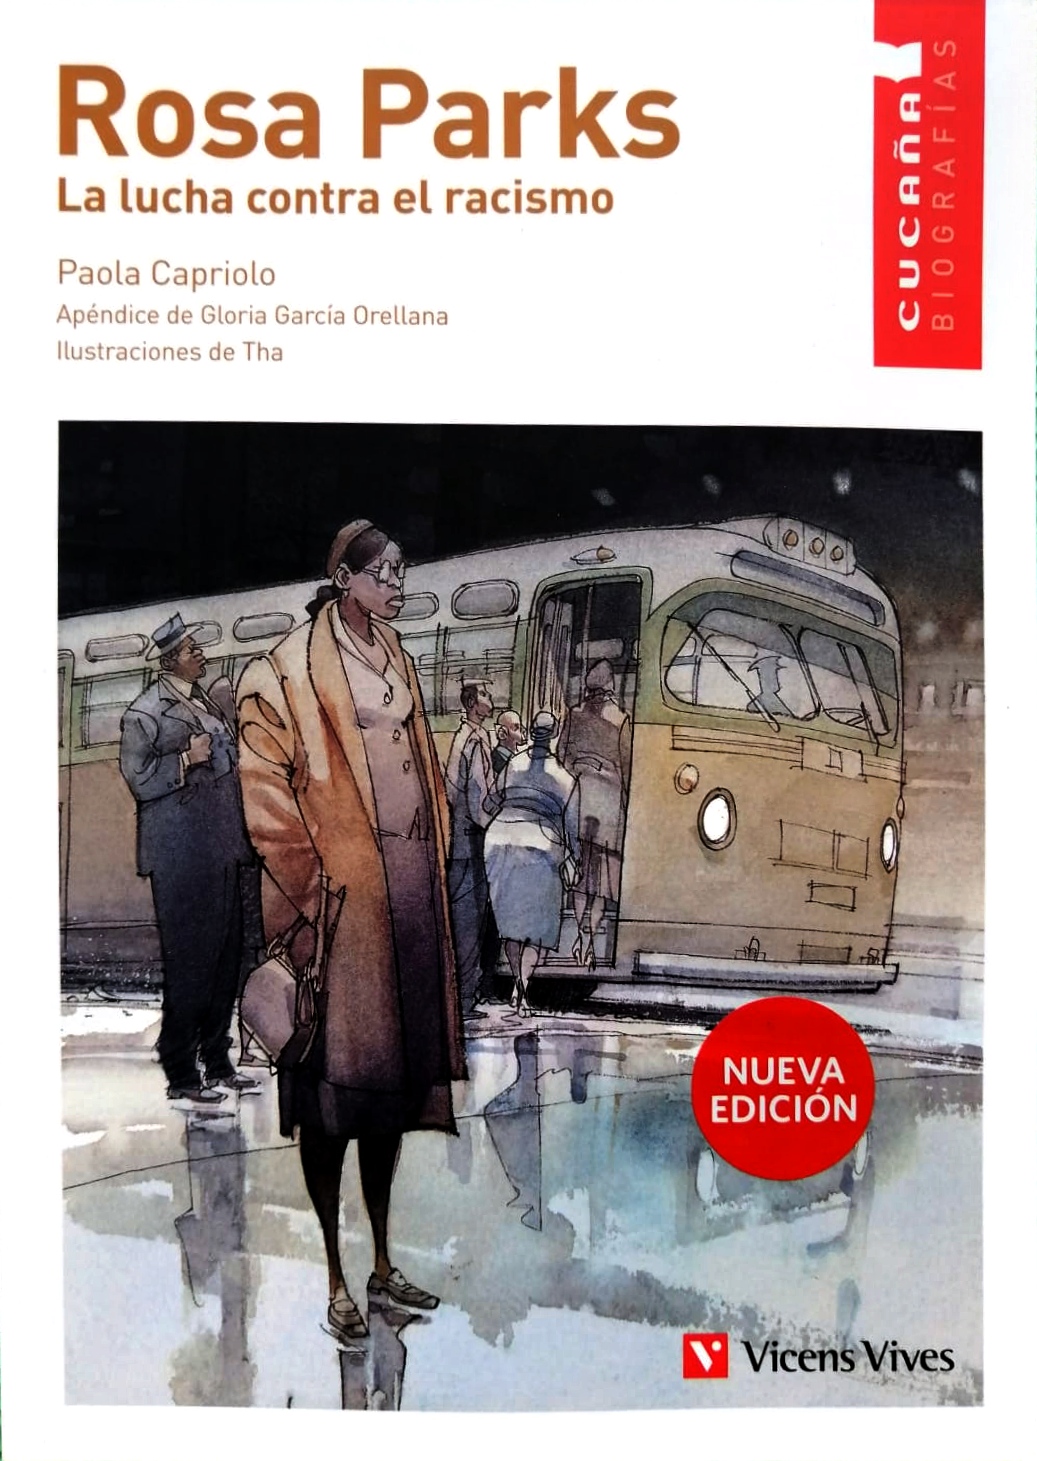 Rosa Parks
La lucha contra el racismo
Paola Capriolo
Apéndice de Gloria García Orellana
Ilustraciones de Tha
CUCAÑA
BIOGRAFÍAS
NUEVA
EDICIÓN
Vicens Vives